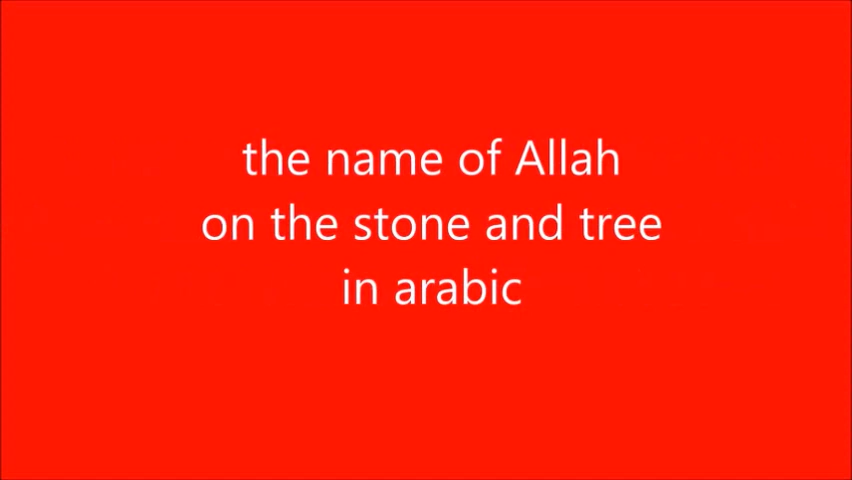 the name of Allah
on the stone and tree
in arabic